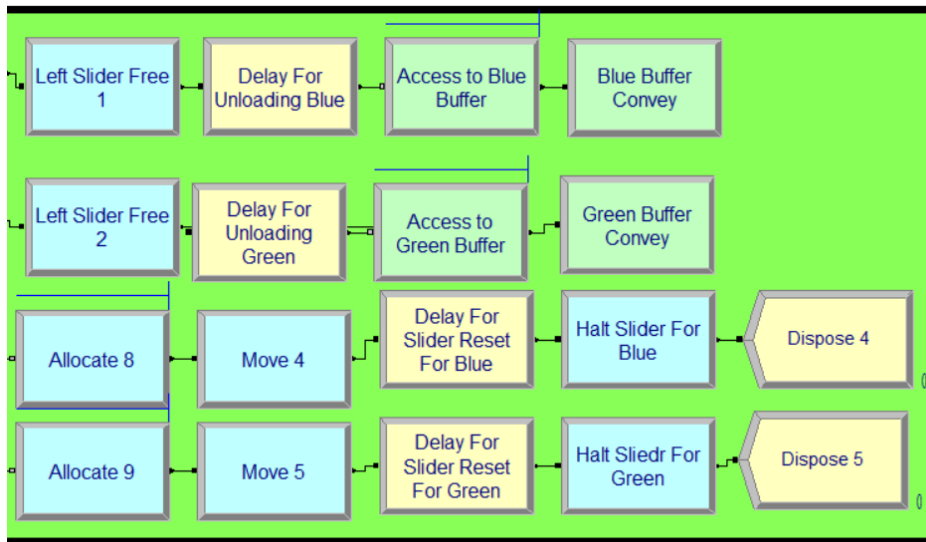 Left Slider Free
1
Delay For
Unloading Blue
Access to Blue
Buffer
Blue Buffer
Convey
Left Slider Free
2
Delay For
Unloading
Green
Access to
Green Buffer
Green Buffer
Convey
Allocate 8
Move 4
Delay For
Slider Reset
For Blue
Halt Slider For
Blue
Dispose 4
0
Allocate 9
Move 5
Delay For
Slider Reset
For Green
Halt Sliedr For
Green
Dispose 5
0